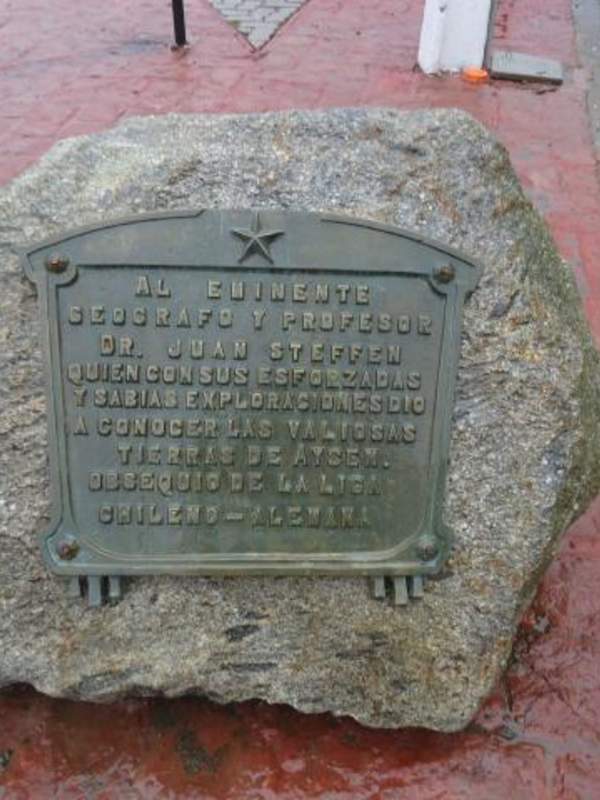 AL EMINENTE
GEOGRAFO Y PROFESOR
DR. JUAN STEFFEN
QUIEN CON SUS ESFORZADAS
Y SABIAS EXPLORACIONES DIO
A CONOCER LAS VALIOSAS
TIERRAS DE AYSEN.
OBSEQUIO DE LA LIGA
CHILENO-ALEMANA